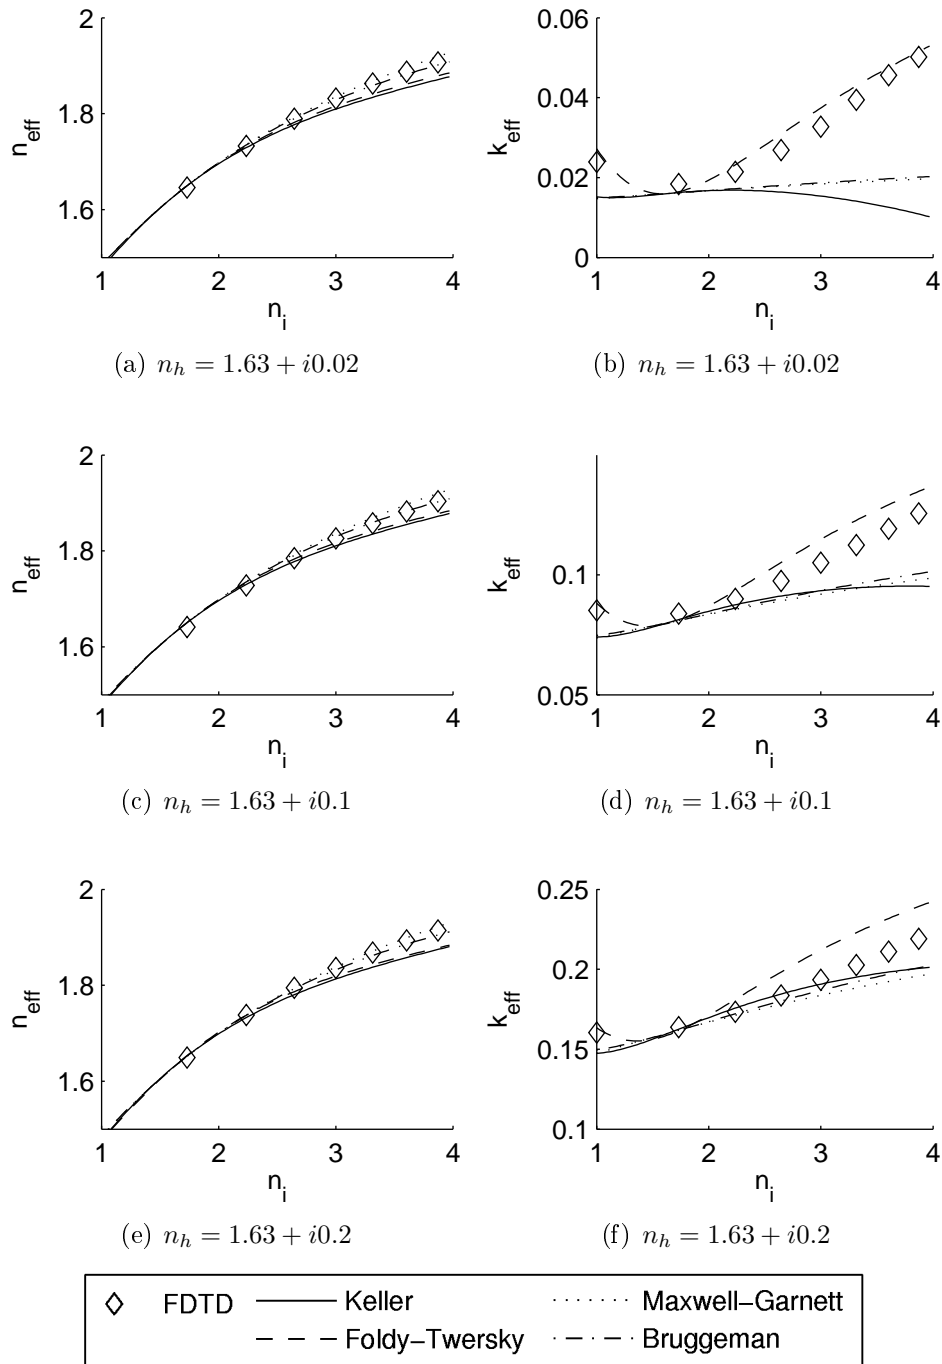 2
1.8
1.6
1 2 3 4
n_eff
n_i
(a) n_h = 1.63 + i0.02
0.06
0.04
0.02
0
1 2 3 4
k_eff
n_i
(b) n_h = 1.63 + i0.02
2
1.8
1.6
1 2 3 4
n_eff
n_i
(c) n_h = 1.63 + i0.1
0.1
0.05
1 2 3 4
k_eff
n_i
(d) n_h = 1.63 + i0.1
2
1.8
1.6
1 2 3 4
n_eff
n_i
(e) n_h = 1.63 + i0.2
0.25
0.2
0.15
0.1
1 2 3 4
k_eff
n_i
(f) n_h = 1.63 + i0.2
FDTD Keller Maxwell-Garnett
Foldy-Twersky Bruggeman